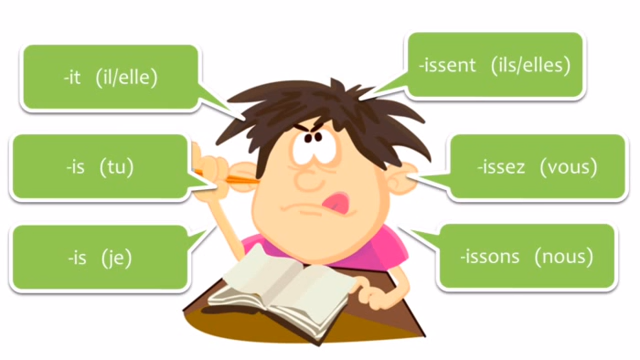 -it (il/elle)
-is (tu)
-is (je)
-issent (ils/elles)
-issez (vous)
-issons (nous)